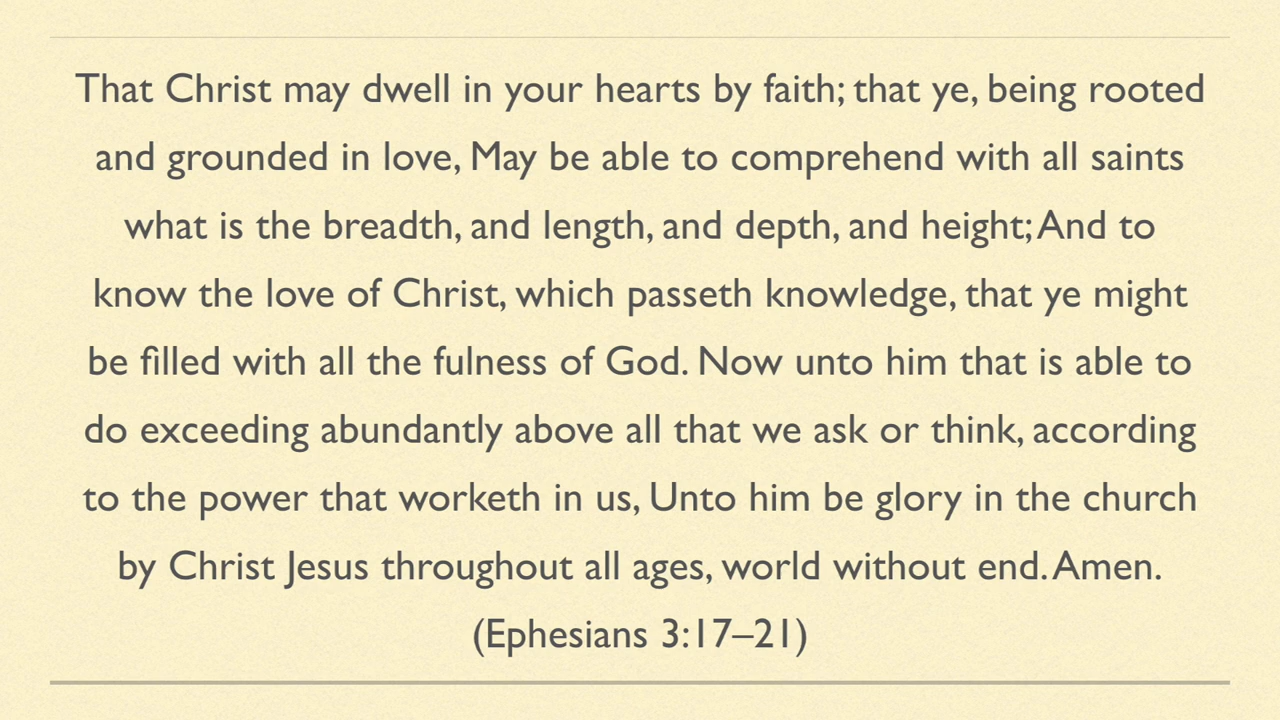 That Christ may dwell in your hearts by faith; that ye, being rooted
and grounded in love, May be able to comprehend with all saints
what is the breadth, and length, and depth, and height; And to
know the love of Christ, which passeth knowledge, that ye might
be filled with all the fulness of God. Now unto him that is able to
do exceeding abundantly above all that we ask or think, according
to the power that worketh in us, Unto him be glory in the church
by Christ Jesus throughout all ages, world without end. Amen.
(Ephesians 3:17–21)